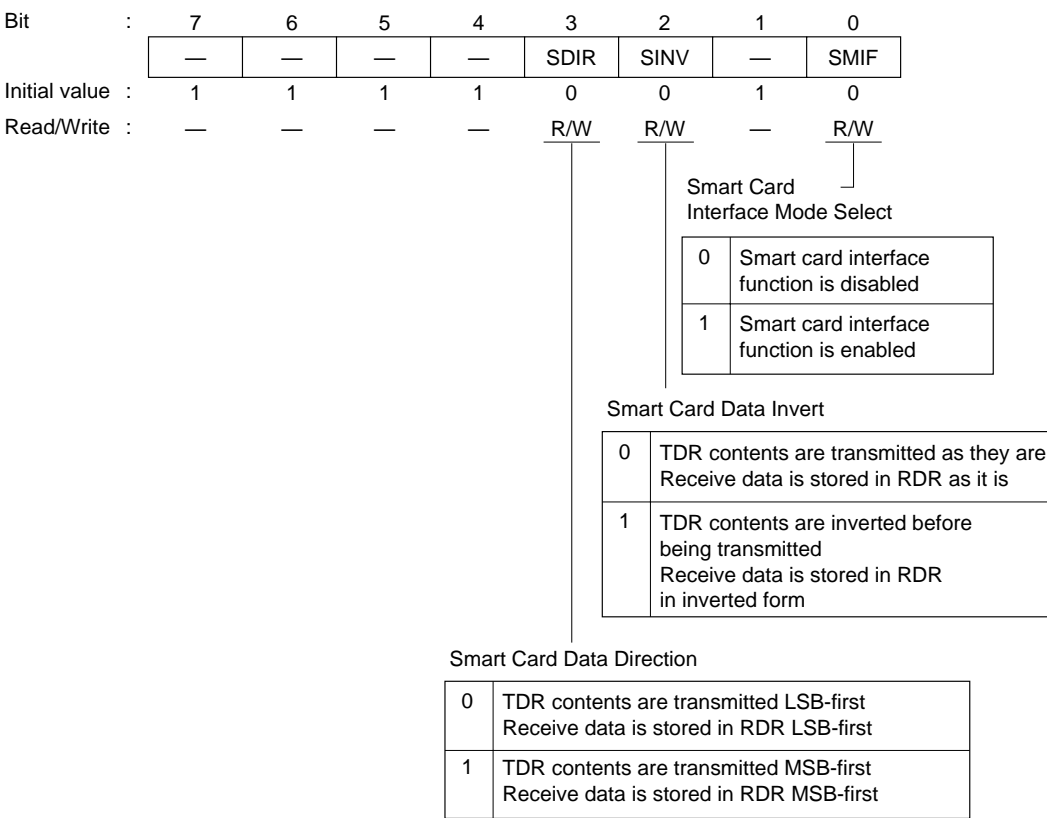 Bit : 7 6 5 4 3 2 1 0
— — — — SDIR SINV — SMIF
Initial value : 1 1 1 1 0 0 1 0
Read/Write : — — — — R/W R/W — R/W
Smart Card
Interface Mode Select
0 Smart card interface
function is disabled
1 Smart card interface
function is enabled
Smart Card Data Invert
0 TDR contents are transmitted as they are
Receive data is stored in RDR as it is
1 TDR contents are inverted before
being transmitted
Receive data is stored in RDR
in inverted form
Smart Card Data Direction
0 TDR contents are transmitted LSB-first
Receive data is stored in RDR LSB-first
1 TDR contents are transmitted MSB-first
Receive data is stored in RDR MSB-first